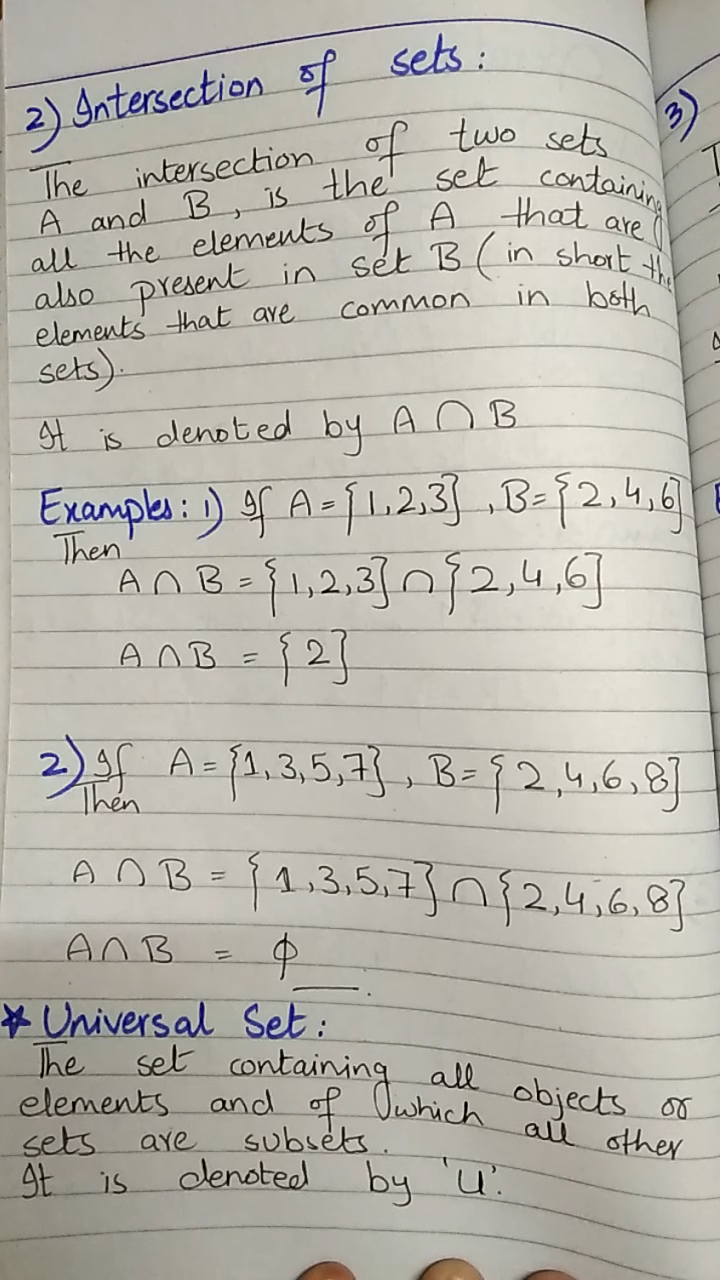 2) Intersection of sets:
The intersection of two sets
A and B, is the set containing
all the elements of A that are
also present in set B (in short the
elements that are common in both
sets).
It is denoted by A ∩ B
Examples: 1) If A = {1,2,3}, B = {2,4,6}
Then
A ∩ B = {1,2,3} ∩ {2,4,6}
A ∩ B = {2}
2) If A = {1,3,5,7}, B = {2,4,6,8}
Then
A ∩ B = {1,3,5,7} ∩ {2,4,6,8}
A ∩ B = ϕ
* Universal Set:
The set containing all objects or
elements and of which all other
sets are subsets.
It is denoted by 'U'.
3)